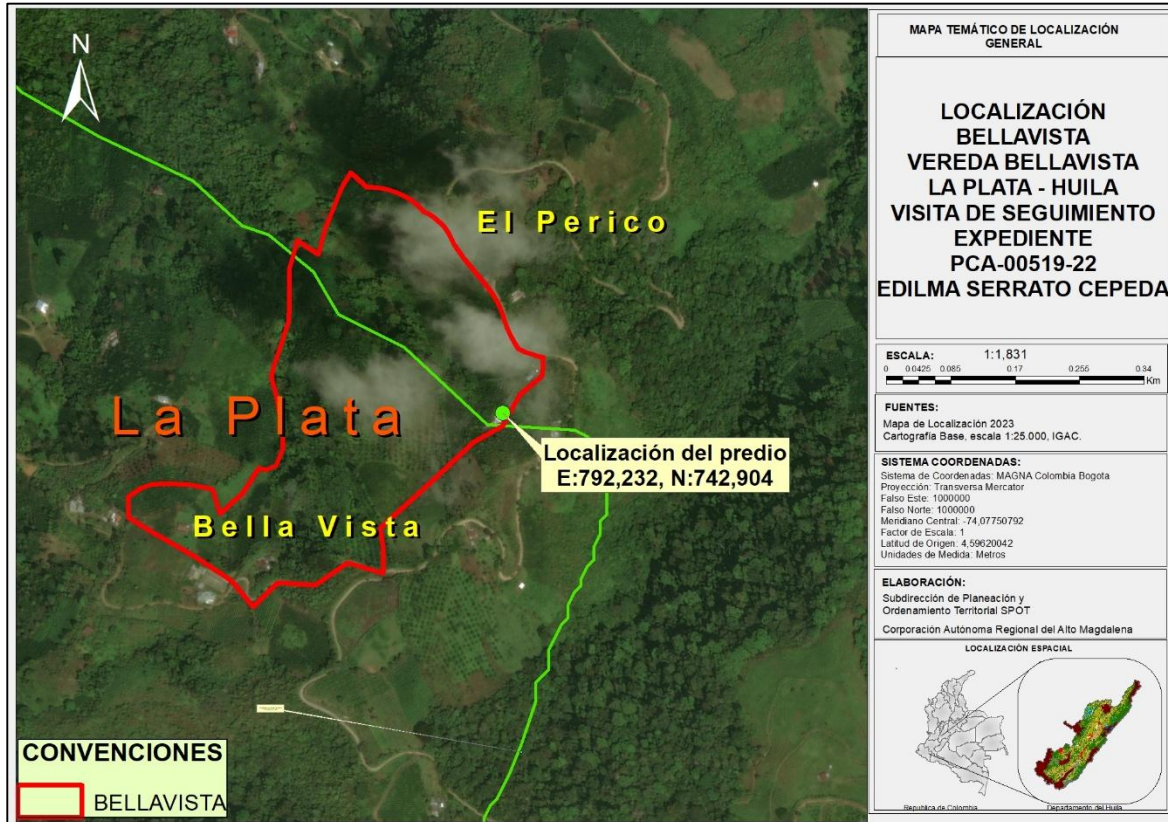 N
El Perico
La Plata
Localización del predio
E:792,232, N:742,904
Bella Vista
CONVENCIONES
BELLAVISTA
MAPA TEMÁTICO DE LOCALIZACIÓN
GENERAL
LOCALIZACIÓN
BELLAVISTA
VEREDA BELLAVISTA
LA PLATA - HUILA
VISITA DE SEGUIMIENTO
EXPEDIENTE
PCA-00519-22
EDILMA SERRATO CEPEDA
ESCALA: 1:1,831
0 0.0425 0.085 0.17 0.255 0.34
Km
FUENTES:
Mapa de Localización 2023
Cartografía Base, escala 1:25.000, IGAC.
SISTEMA COORDENADAS:
Sistema de Coordenadas: MAGNA Colombia Bogota
Proyección: Transversa Mercator
Falso Este: 1000000
Falso Norte: 1000000
Meridiano Central: -74,07750792
Factor de Escala: 1
Latitud de Origen: 4,59620042
Unidades de Medida: Metros
ELABORACIÓN:
Subdirección de Planeación y
Ordenamiento Territorial SPOT
Corporación Autónoma Regional del Alto Magdalena
LOCALIZACIÓN ESPACIAL
Republica de Colombia
Departamento del Huila